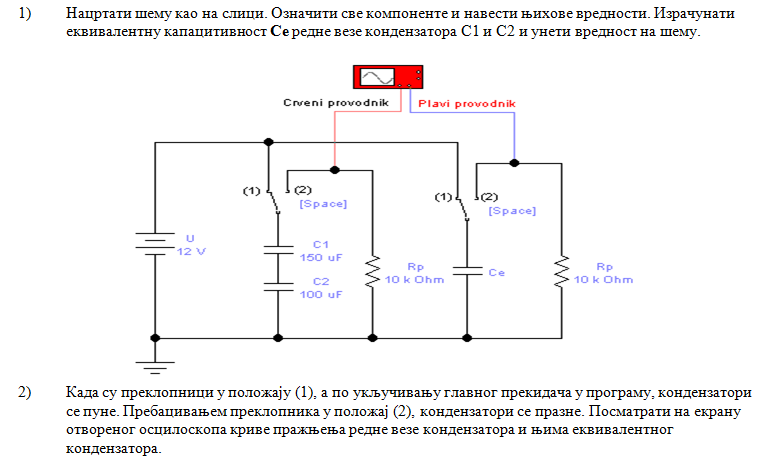 1) Нацртати шему као на слици. Означити све компоненте и навести њихове вредности. Израчунати
еквивалентну капацитивност Се редне везе кондензатора С1 и С2 и унети вредност на шему.
Crveni provodnik
Plavi provodnik
(1)
(2)
[Space]
(1)
(2)
[Space]
U
12 V
C1
150 uF
C2
100 uF
Rp
10 k Ohm
Ce
Rp
10 k Ohm
2) Када су преклопници у положају (1), а по укључивању главног прекидача у програму, кондензатори
се пуне. Пребацивањем преклопника у положај (2), кондензатори се празне. Посматрати на екрану
отвореног осцилоскопа криве пражњења редне везе кондензатора и њима еквивалентног
кондензатора.